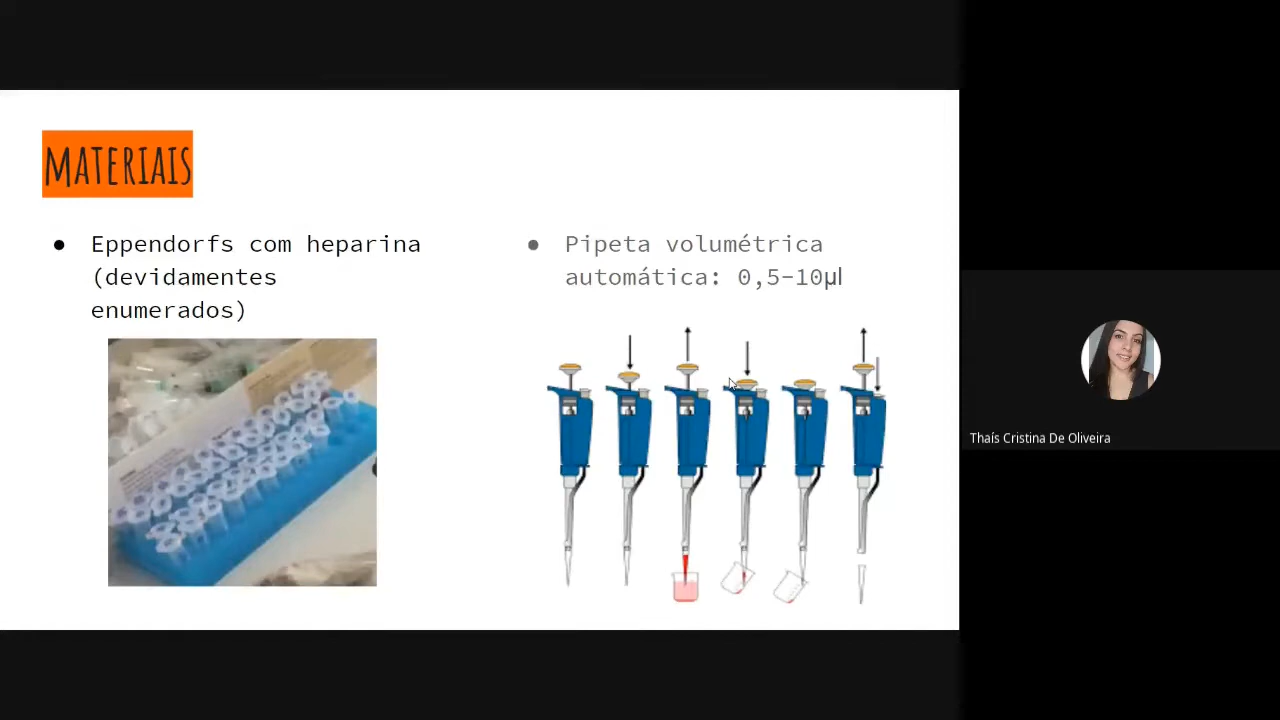 MATERIAIS
● Eppendorfs com heparina
(devidamentes
enumerados)
● Pipeta volumétrica
automática: 0,5-10µl
Thaís Cristina De Oliveira